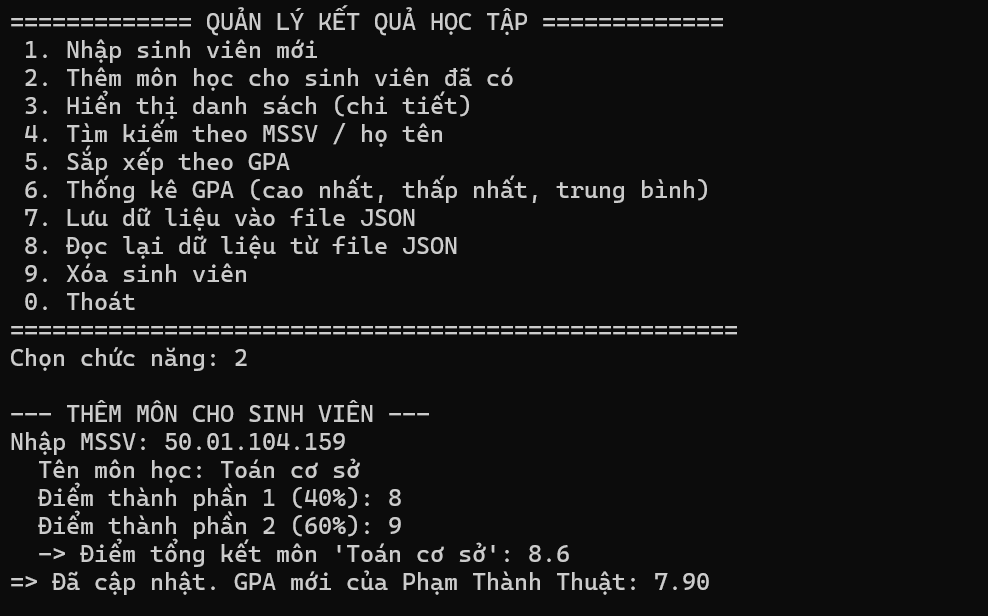 ============= QUẢN LÝ KẾT QUẢ HỌC TẬP =============
1. Nhập sinh viên mới
2. Thêm môn học cho sinh viên đã có
3. Hiển thị danh sách (chi tiết)
4. Tìm kiếm theo MSSV / họ tên
5. Sắp xếp theo GPA
6. Thống kê GPA (cao nhất, thấp nhất, trung bình)
7. Lưu dữ liệu vào file JSON
8. Đọc lại dữ liệu từ file JSON
9. Xóa sinh viên
0. Thoát
====================================================
Chọn chức năng: 2
--- THÊM MÔN CHO SINH VIÊN ---
Nhập MSSV: 50.01.104.159
Tên môn học: Toán cơ sở
Điểm thành phần 1 (40%): 8
Điểm thành phần 2 (60%): 9
-> Điểm tổng kết môn 'Toán cơ sở': 8.6
=> Đã cập nhật. GPA mới của Phạm Thành Thuật: 7.90